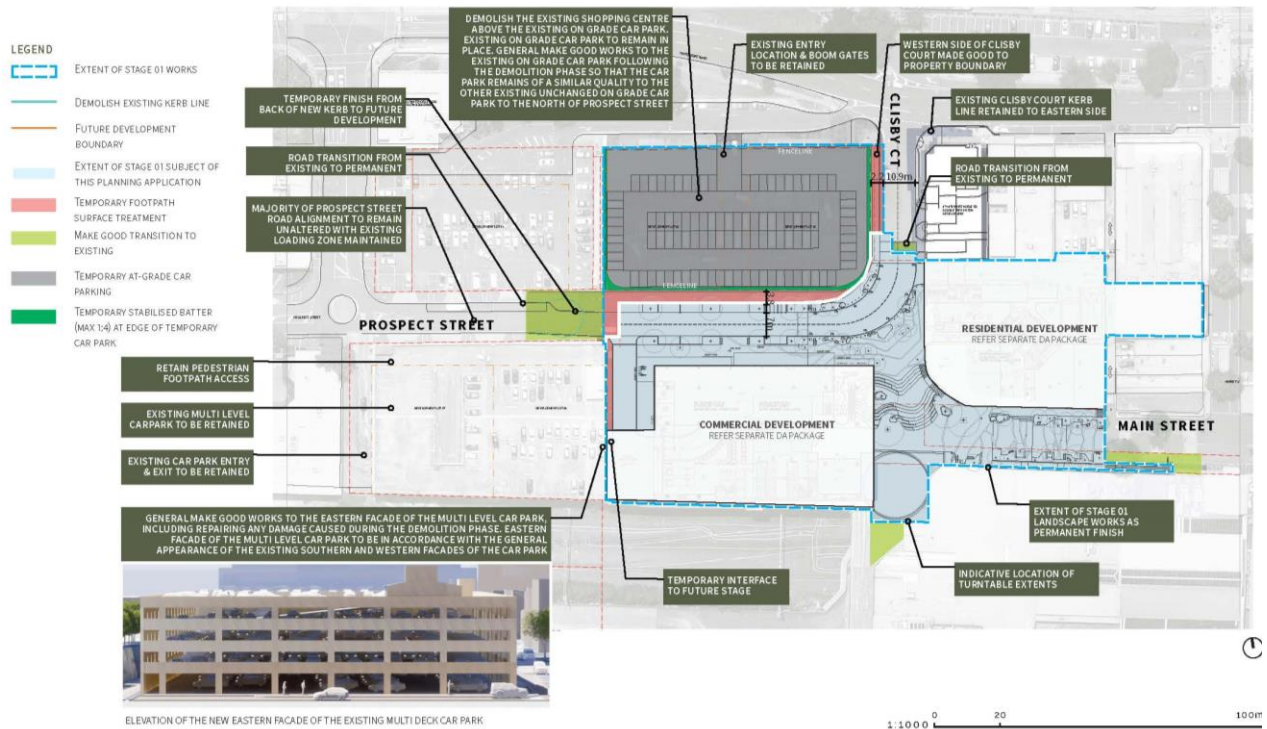 LEGEND
EXTENT OF STAGE 01 WORKS
DEMOLISH EXISTING KERB LINE
FUTURE DEVELOPMENT
BOUNDARY
EXTENT OF STAGE 01 SUBJECT OF
THIS PLANNING APPLICATION
TEMPORARY FOOTPATH
SURFACE TREATMENT
MAKE GOOD TRANSITION TO
EXISTING
TEMPORARY AT-GRADE CAR
PARKING
TEMPORARY STABILISED BATTER
(MAX 1:4) AT EDGE OF TEMPORARY
CAR PARK
DEMOLISH THE EXISTING SHOPPING CENTRE
ABOVE THE EXISTING ON GRADE CAR PARK.
EXISTING ON GRADE CAR PARK TO REMAIN IN
PLACE. GENERAL MAKE GOOD WORKS TO THE
EXISTING ON GRADE CAR PARK FOLLOWING
THE DEMOLITION PHASE SO THAT THE CAR
PARK REMAINS OF A SIMILAR QUALITY TO THE
OTHER EXISTING UNCHANGED ON GRADE CAR
PARK TO THE NORTH OF PROSPECT STREET
EXISTING ENTRY
LOCATION & BOOM GATES
TO BE RETAINED
WESTERN SIDE OF CLISBY
COURT MADE GOOD TO
PROPERTY BOUNDARY
TEMPORARY FINISH FROM
BACK OF NEW KERB TO FUTURE
DEVELOPMENT
CLISBY CT
EXISTING CLISBY COURT KERB
LINE RETAINED TO EASTERN SIDE
ROAD TRANSITION FROM
EXISTING TO PERMANENT
FENCELINE
ROAD TRANSITION FROM
EXISTING TO PERMANENT
10.9m
MAJORITY OF PROSPECT STREET
ROAD ALIGNMENT TO REMAIN
UNALTERED WITH EXISTING
LOADING ZONE MAINTAINED
FENCELINE
PROSPECT STREET
RESIDENTIAL DEVELOPMENT
REFER SEPARATE DA PACKAGE
RETAIN PEDESTRIAN
FOOTPATH ACCESS
EXISTING MULTI LEVEL
CARPARK TO BE RETAINED
COMMERCIAL DEVELOPMENT
REFER SEPARATE DA PACKAGE
MAIN STREET
EXISTING CAR PARK ENTRY
& EXIT TO BE RETAINED
GENERAL MAKE GOOD WORKS TO THE EASTERN FACADE OF THE MULTI LEVEL CAR PARK,
INCLUDING REPAIRING ANY DAMAGE CAUSED DURING THE DEMOLITION PHASE. EASTERN
FACADE OF THE MULTI LEVEL CAR PARK TO BE IN ACCORDANCE WITH THE GENERAL
APPEARANCE OF THE EXISTING SOUTHERN AND WESTERN FACADES OF THE CAR PARK
EXTENT OF STAGE 01
LANDSCAPE WORKS AS
PERMANENT FINISH
TEMPORARY INTERFACE
TO FUTURE STAGE
INDICATIVE LOCATION OF
TURNTABLE EXTENTS
ELEVATION OF THE NEW EASTERN FACADE OF THE EXISTING MULTI DECK CAR PARK
1:1000 0 20 100m